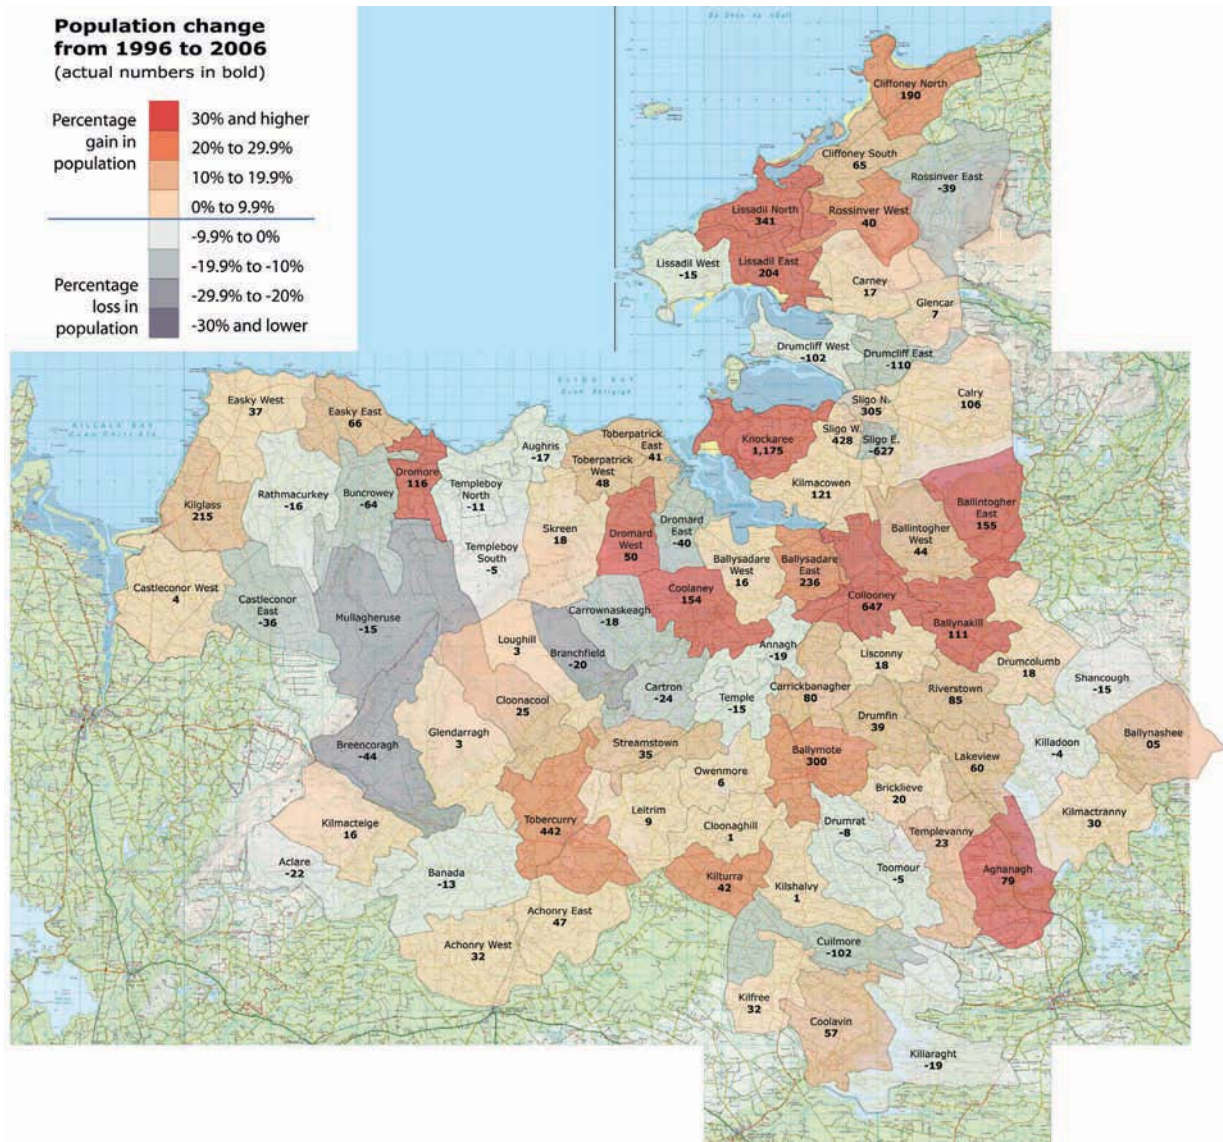 Population change
from 1996 to 2006
(actual numbers in bold)
Percentage
gain in
population
30% and higher
20% to 29.9%
10% to 19.9%
0% to 9.9%
-9.9% to 0%
-19.9% to -10%
-29.9% to -20%
-30% and lower
Percentage
loss in
population
Cliffoney North
190
Cliffoney South
65
Rossinver East
-39
Lissadil North
341
Rossinver West
40
Lissadil West
-15
Lissadil East
204
Carney
17
Glencar
7
Drumcliff West
-102
Drumcliff East
-110
Calry
106
Easky West
37
Easky East
66
Sligo N.
305
Sligo W.
428
Sligo E.
-627
Knockaree
1,175
Aughris
-17
Toberpatrick
East
41
Toberpatrick
West
48
Dromore
116
Templeboy
North
-11
Rathmacurkey
-16
Buncrowey
-64
Kilglass
215
Kilmacowen
121
Ballintogher
East
155
Skreen
18
Dromard
West
50
Dromard
East
-40
Ballintogher
West
44
Templeboy
South
-5
Ballysadare
West
16
Ballysadare
East
236
Castleconor West
4
Castleconor
East
-36
Mullagheruse
-15
Coolaney
154
Collooney
647
Carrownaskeagh
-18
Ballynakill
111
Loughill
3
Branchfield
-20
Annagh
-19
Lisconny
18
Drumcolumb
18
Shancough
-15
Cartron
-24
Temple
-15
Carrickbanagher
80
Riverstown
85
Cloonacool
25
Drumfin
39
Glendarragh
3
Breencoragh
-44
Streamstown
35
Ballymote
300
Lakeview
60
Killadoon
-4
Ballynashee
05
Owenmore
6
Bricklieve
20
Kilmacteige
16
Tobercurry
442
Leitrim
9
Cloonaghill
1
Drumrat
-8
Templevanny
23
Kilmactranny
30
Aclare
-22
Banada
-13
Kilturra
42
Kilshalvy
1
Toomour
-5
Aghanagh
79
Achonry East
47
Achonry West
32
Cuilmore
-102
Kilfree
32
Coolavin
57
Killaraght
-19